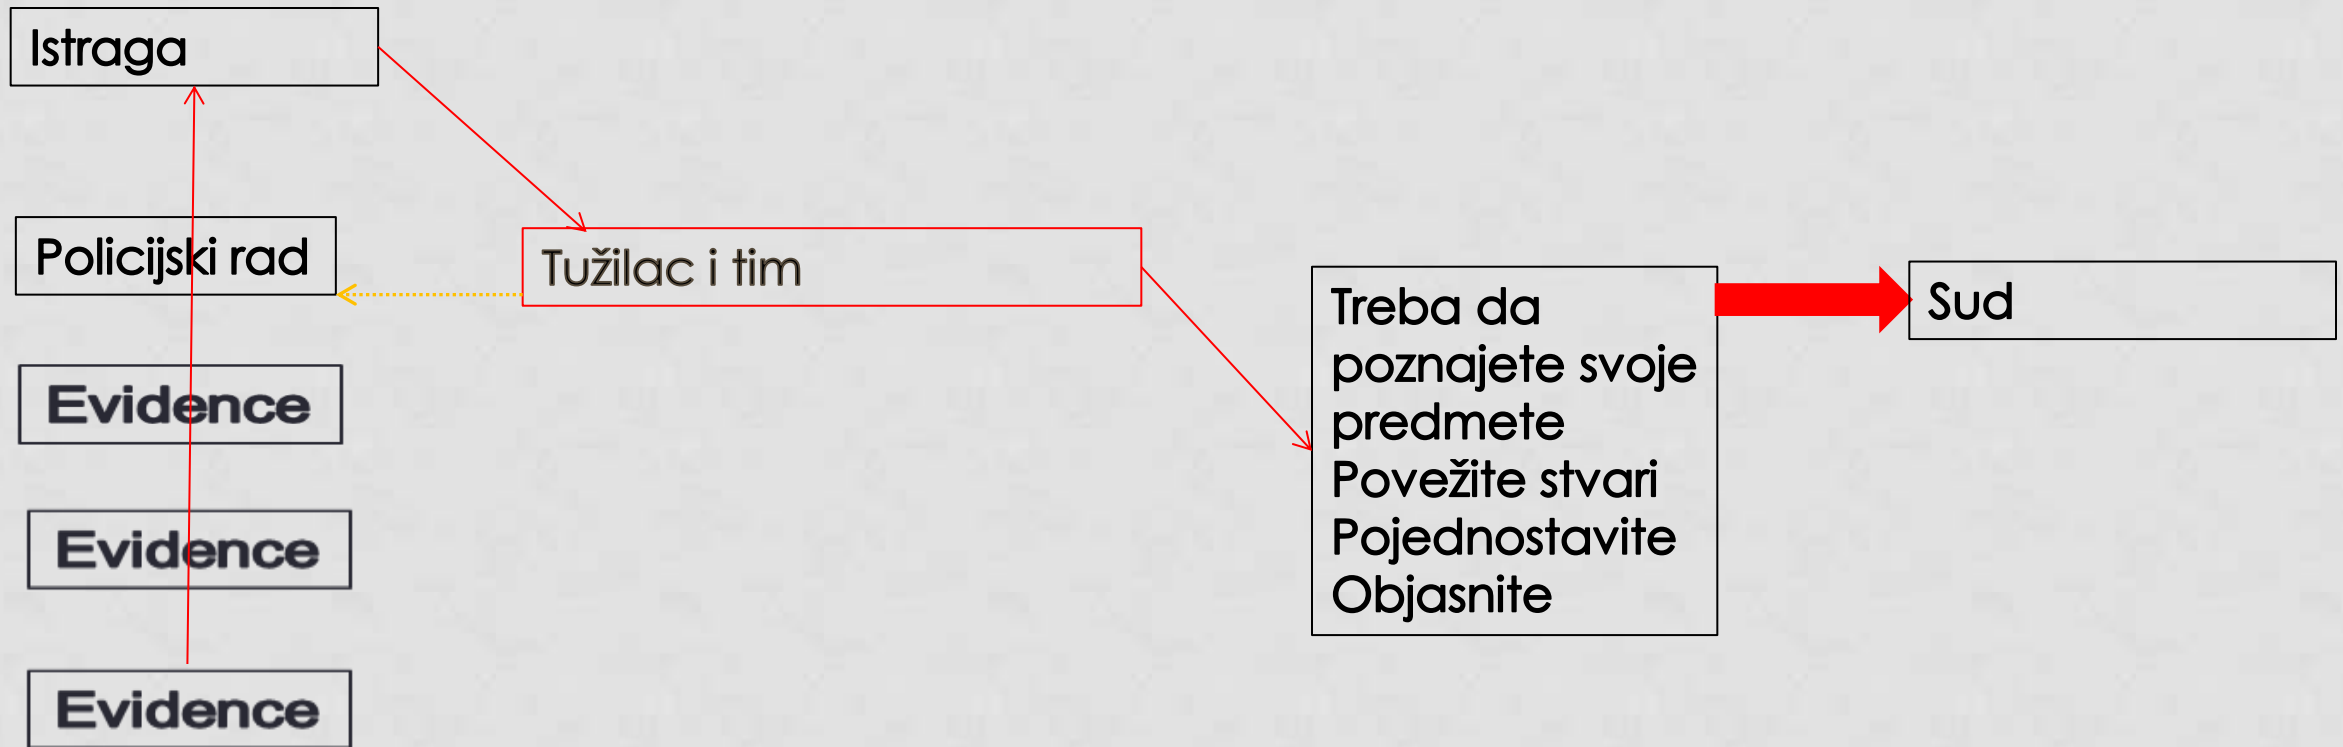 Istraga
Policijski rad
Evidence
Evidence
Evidence
Tužilac i tim
Treba da
poznajete svoje
predmete
Povežite stvari
Pojednostavite
Objasnite
Sud